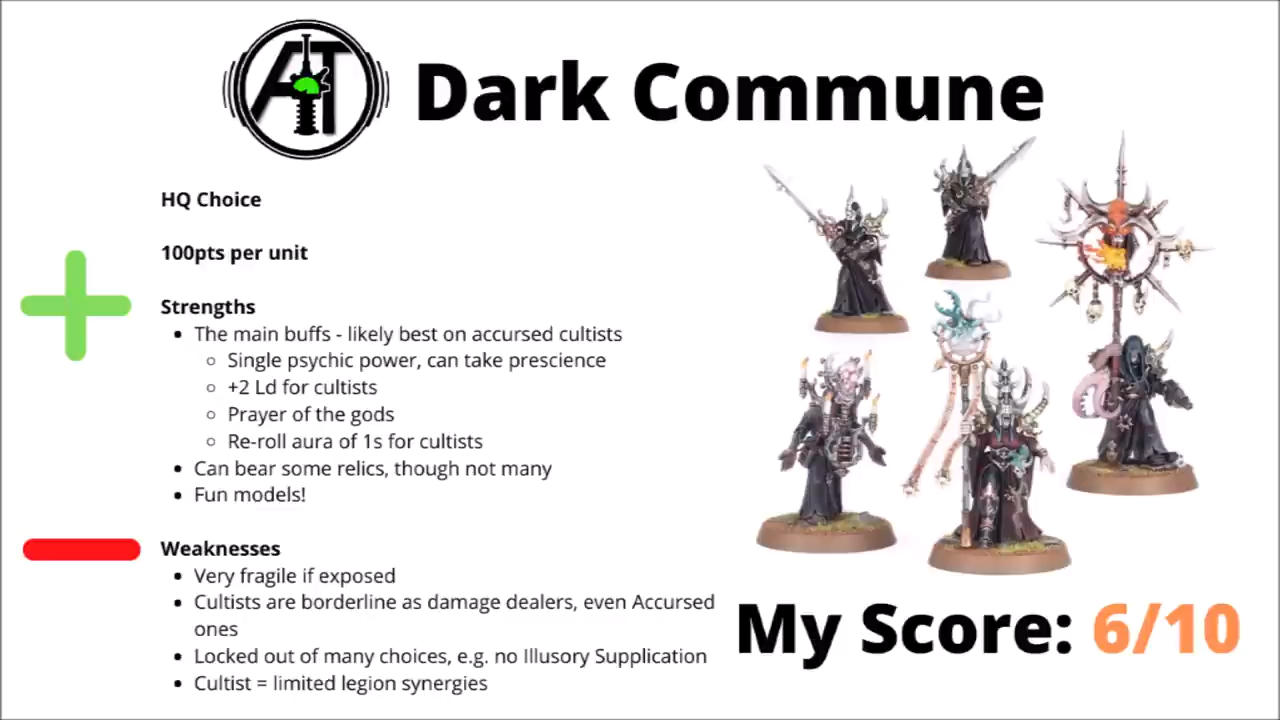 AT
Dark Commune
HQ Choice
100pts per unit
Strengths
• The main buffs - likely best on accursed cultists
○ Single psychic power, can take prescience
○ +2 Ld for cultists
○ Prayer of the gods
○ Re-roll aura of 1s for cultists
• Can bear some relics, though not many
• Fun models!
Weaknesses
• Very fragile if exposed
• Cultists are borderline as damage dealers, even Accursed
ones
• Locked out of many choices, e.g. no Illusory Supplication
• Cultist = limited legion synergies
My Score: 6/10